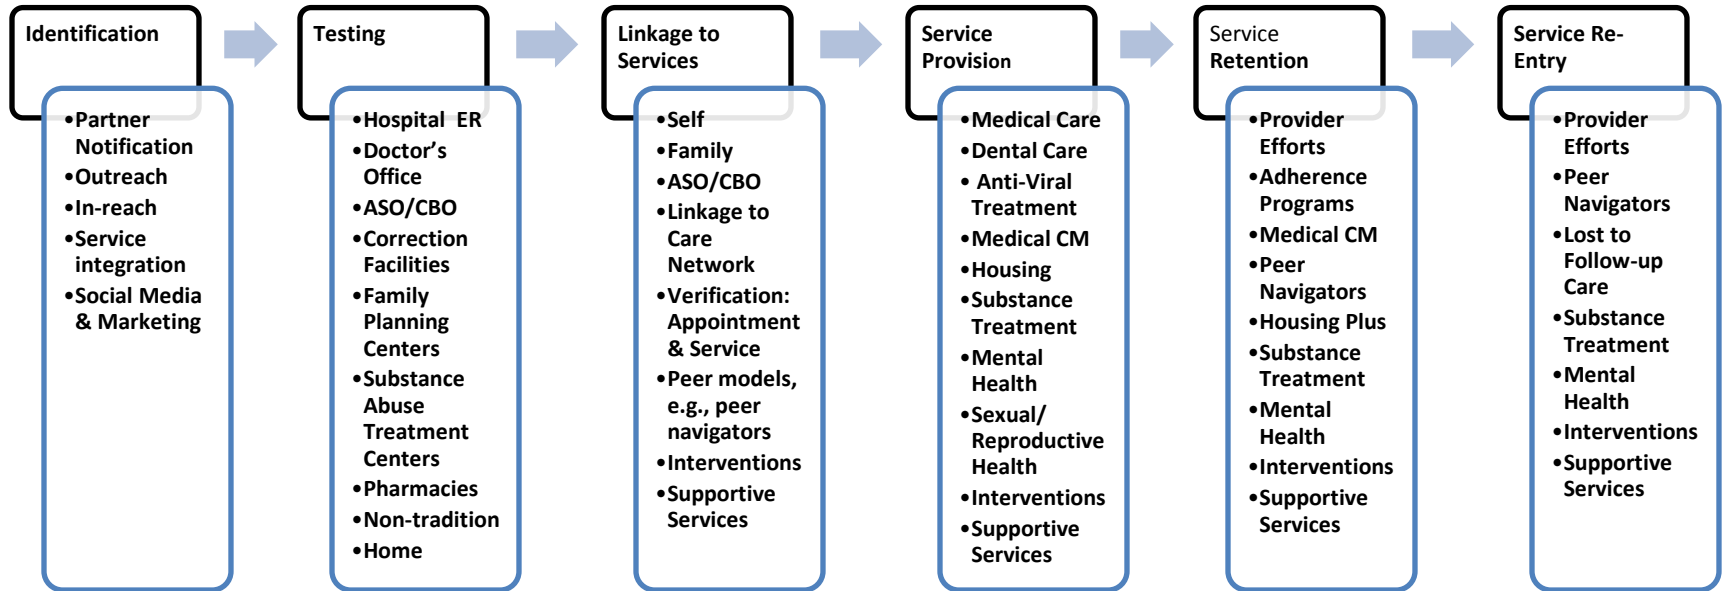 Identification
•Partner
Notification
•Outreach
•In-reach
•Service
integration
•Social Media
& Marketing
Testing
•Hospital  ER
•Doctor’s
Office
•ASO/CBO
•Correction
Facilities
•Family
Planning
Centers
•Substance
Abuse
Treatment
Centers
•Pharmacies
•Non-tradition
•Home
Linkage to
Services
•Self
•Family
•ASO/CBO
•Linkage to
Care
Network
•Verification:
Appointment
& Service
•Peer models,
e.g., peer
navigators
•Interventions
•Supportive
Services
Service
Provision
•Medical Care
•Dental Care
• Anti-Viral
Treatment
•Medical CM
•Housing
•Substance
Treatment
•Mental
Health
•Sexual/
Reproductive
Health
•Interventions
•Supportive
Services
Service
Retention
•Provider
Efforts
•Adherence
Programs
•Medical CM
•Peer
Navigators
•Housing Plus
•Substance
Treatment
•Mental
Health
•Interventions
•Supportive
Services
Service Re-
Entry
•Provider
Efforts
•Peer
Navigators
•Lost to
Follow-up
Care
•Substance
Treatment
•Mental
Health
•Interventions
•Supportive
Services